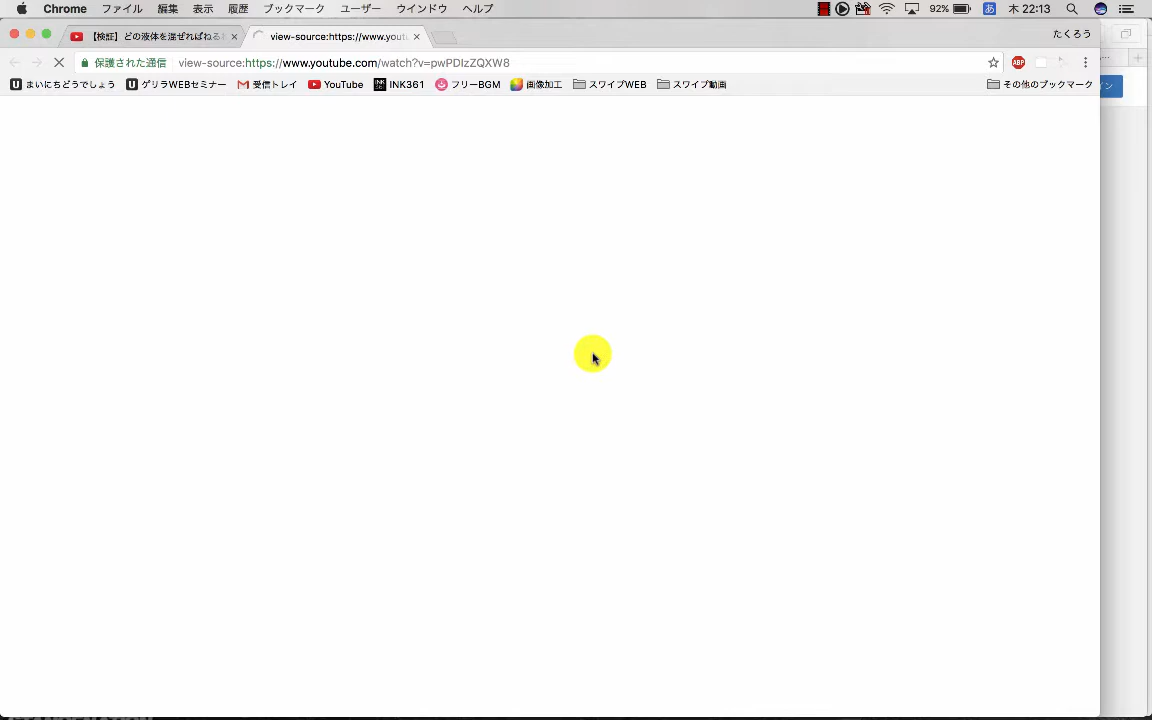 Chrome ファイル 編集 表示 履歴 ブックマーク ユーザー ウインドウ ヘルプ 92% あ 木 22:13
【検証】どの液体を混ぜればねる view-source:https://www.yout たくろう
保護された通信 view-source:https://www.youtube.com/watch?v=pwPDIzZQXW8 ABP
まいにちどうでしょう ゲリラWEBセミナー 受信トレイ YouTube INK361 フリーBGM 画像加工 スワイプWEB スワイプ動画 その他のブックマーク イン